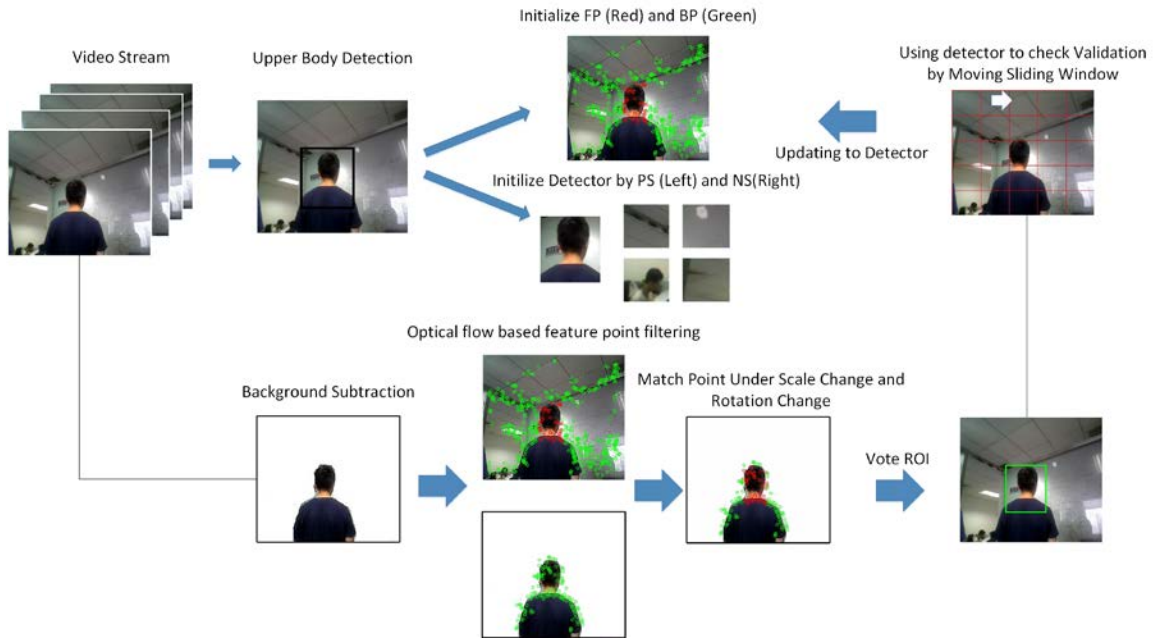 Initialize FP (Red) and BP (Green)
Video Stream
Upper Body Detection
Using detector to check Validation
by Moving Sliding Window
Updating to Detector
Initilize Detector by PS (Left) and NS(Right)
Optical flow based feature point filtering
Background Subtraction
Match Point Under Scale Change and
Rotation Change
Vote ROI